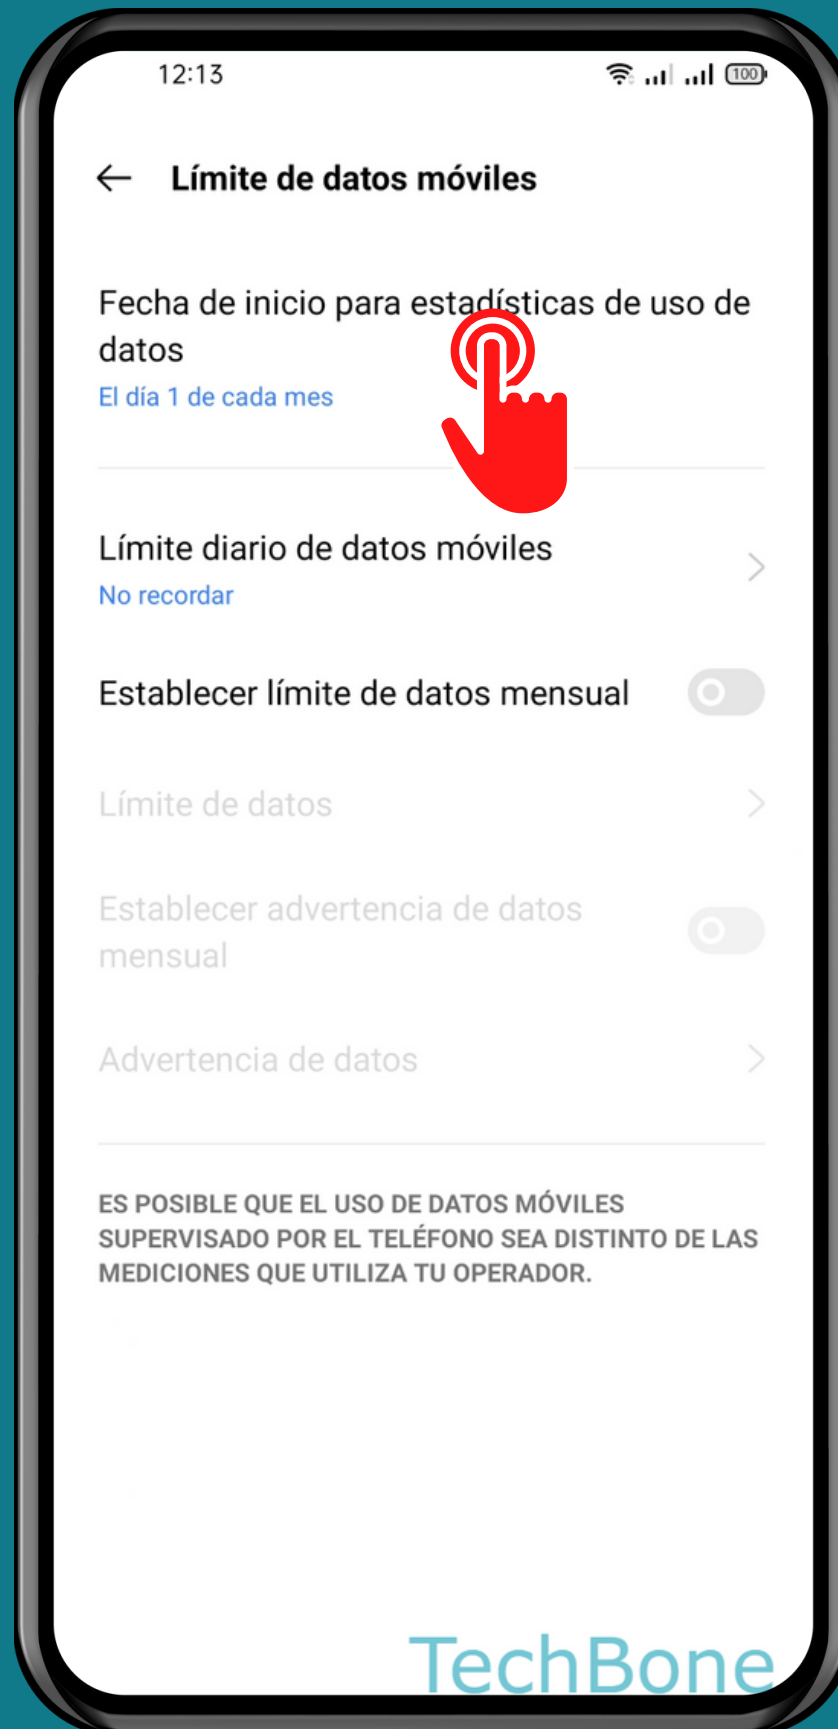 12:13
100
Límite de datos móviles
Fecha de inicio para estadísticas de uso de
datos
El día 1 de cada mes
Límite diario de datos móviles
No recordar
Establecer límite de datos mensual
Límite de datos
Establecer advertencia de datos
mensual
Advertencia de datos
ES POSIBLE QUE EL USO DE DATOS MÓVILES
SUPERVISADO POR EL TELÉFONO SEA DISTINTO DE LAS
MEDICIONES QUE UTILIZA TU OPERADOR.
TechBone